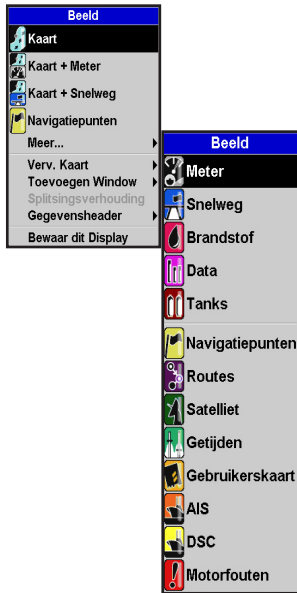 Beeld
Kaart
Kaart + Meter
Kaart + Snelweg
Navigatiepunten
Meer...
Verv. Kaart
Toevoegen Window
Splitsingsverhouding
Gegevensheader
Bewaar dit Display
Beeld
Meter
Snelweg
Brandstof
Data
Tanks
Navigatiepunten
Routes
Satelliet
Getijden
Gebruikerskaart
AIS
DSC
Motorfouten